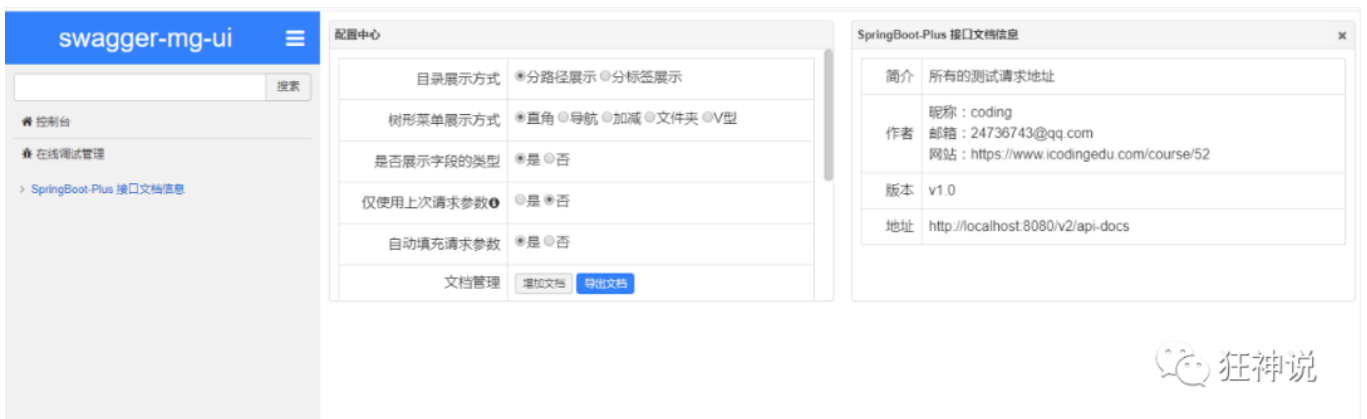 swagger-mg-ui
搜索
控制台
在线调试管理
SpringBoot-Plus 接口文档信息
配置中心
目录展示方式 分路径展示 分标签展示
树形菜单展示方式 直角 导航 加减 文件夹 V型
是否展示字段的类型 是 否
仅使用上次请求参数 是 否
自动填充请求参数 是 否
文档管理 增加文档 导出文档
SpringBoot-Plus 接口文档信息 ×
简介 所有的测试请求地址
作者 昵称：coding
邮箱：24736743@qq.com
网站：https://www.icodingedu.com/course/52
版本 v1.0
地址 http://localhost:8080/v2/api-docs
狂神说